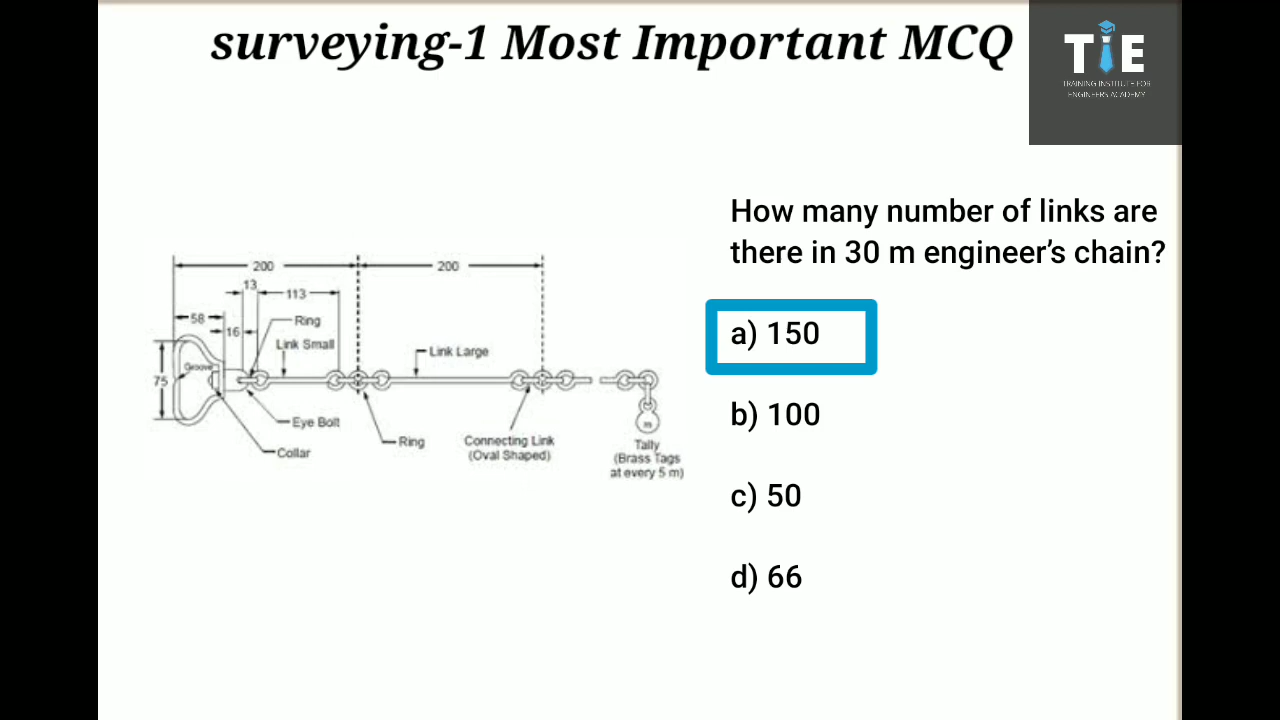 surveying-1 Most Important MCQ
TiE
TRAINING INSTITUTE FOR
ENGINEERS ACADEMY
How many number of links are
there in 30 m engineer’s chain?
a) 150
b) 100
c) 50
d) 66
200
200
13
113
58
16
Ring
Link Small
Link Large
Groove
75
Eye Bolt
Collar
Ring
Connecting Link
(Oval Shaped)
m
Tally
(Brass Tags
at every 5 m)